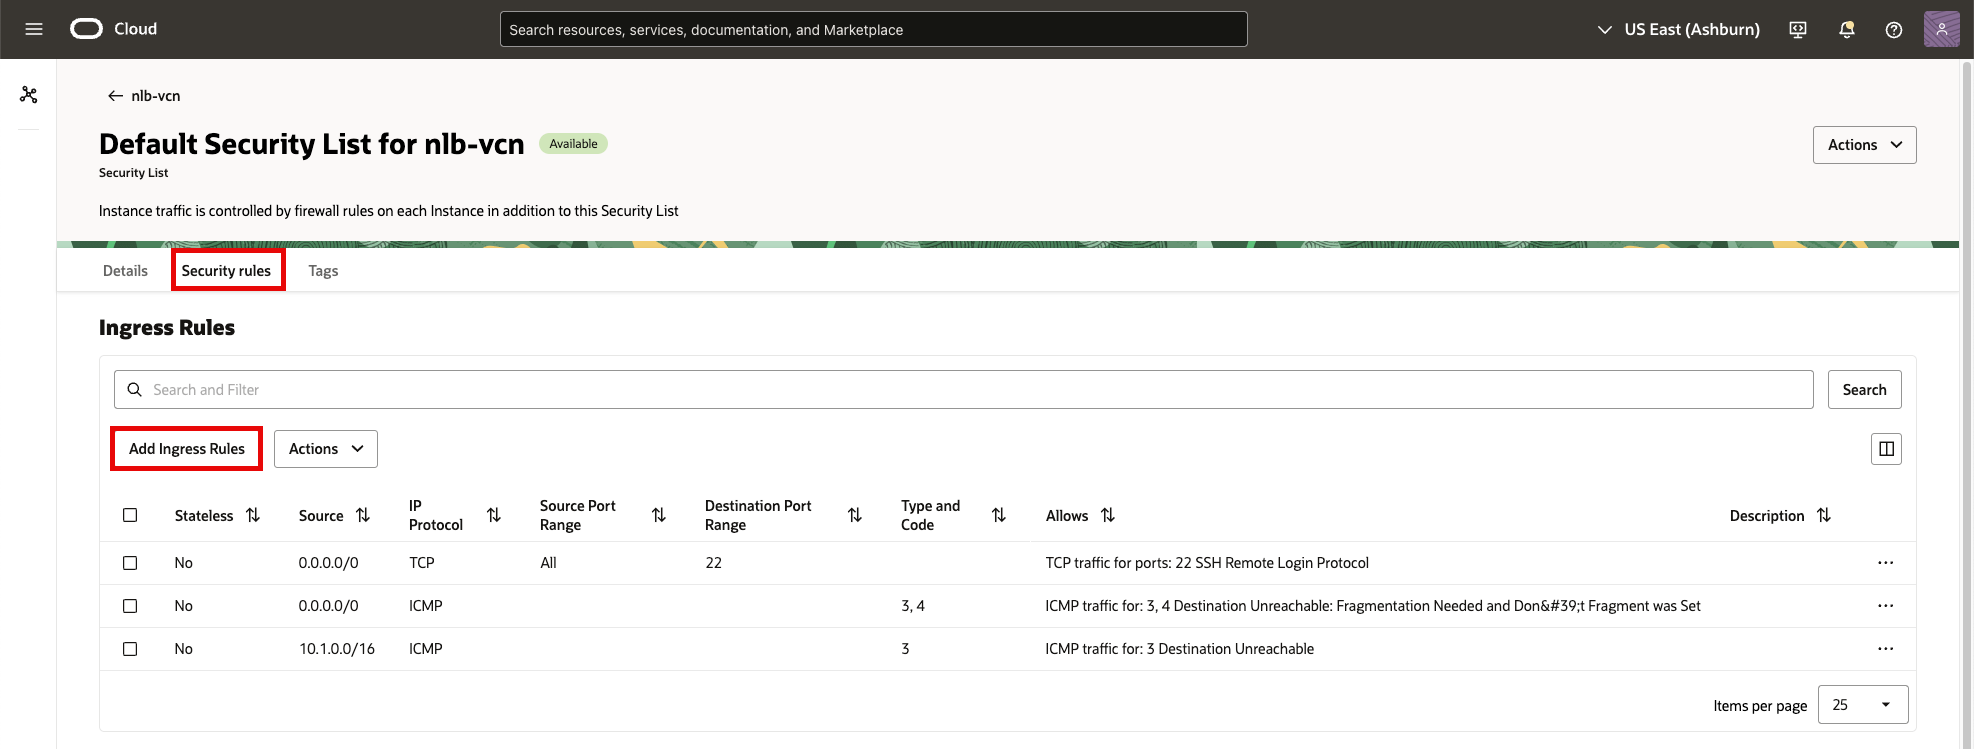 Cloud
Search resources, services, documentation, and Marketplace
US East (Ashburn)
nlb-vcn
Default Security List for nlb-vcn
Available
Actions
Security List
Instance traffic is controlled by firewall rules on each Instance in addition to this Security List
Details Security rules Tags
Ingress Rules
Search and Filter
Search
Add Ingress Rules
Actions
Stateless Source IP Protocol Source Port Range Destination Port Range Type and Code Allows Description
No 0.0.0.0/0 TCP All 22 TCP traffic for ports: 22 SSH Remote Login Protocol
No 0.0.0.0/0 ICMP 3, 4 ICMP traffic for: 3, 4 Destination Unreachable: Fragmentation Needed and Don&#39;t Fragment was Set
No 10.1.0.0/16 ICMP 3 ICMP traffic for: 3 Destination Unreachable
Items per page 25